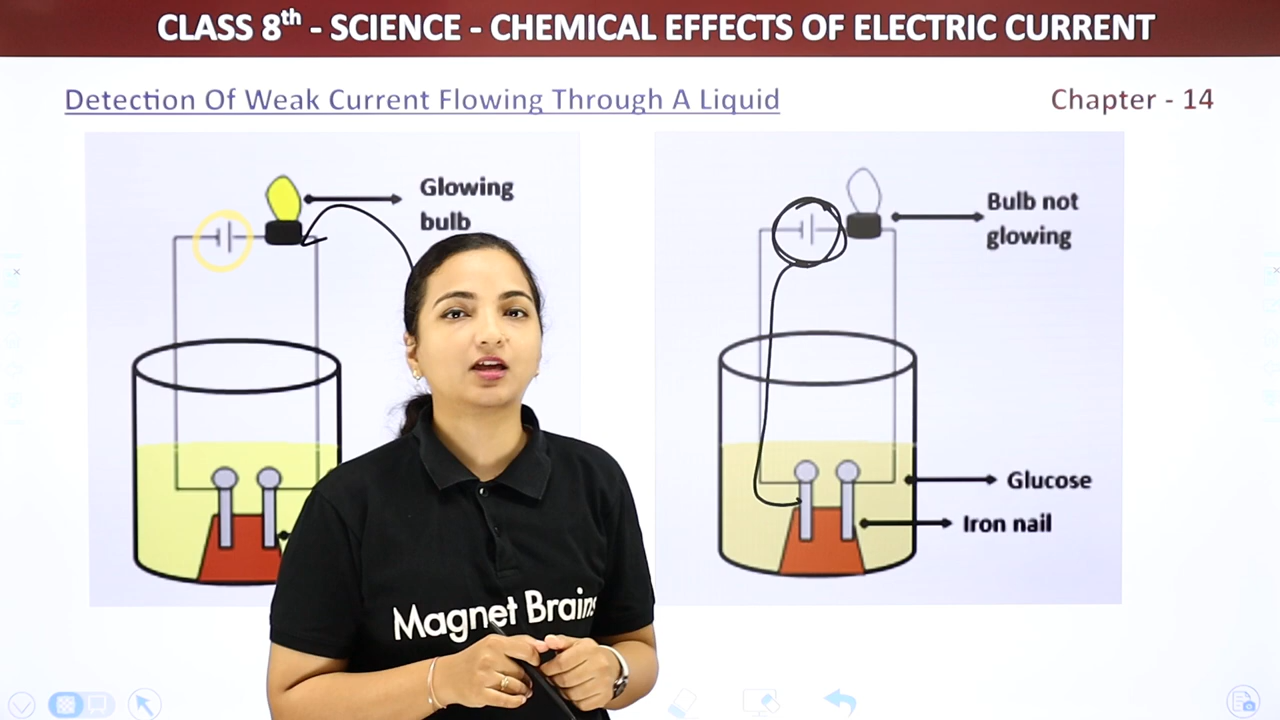 CLASS 8th - SCIENCE - CHEMICAL EFFECTS OF ELECTRIC CURRENT
Detection Of Weak Current Flowing Through A Liquid
Chapter - 14
Glowing
bulb
Bulb not
glowing
Glucose
Iron nail
Magnet Brains